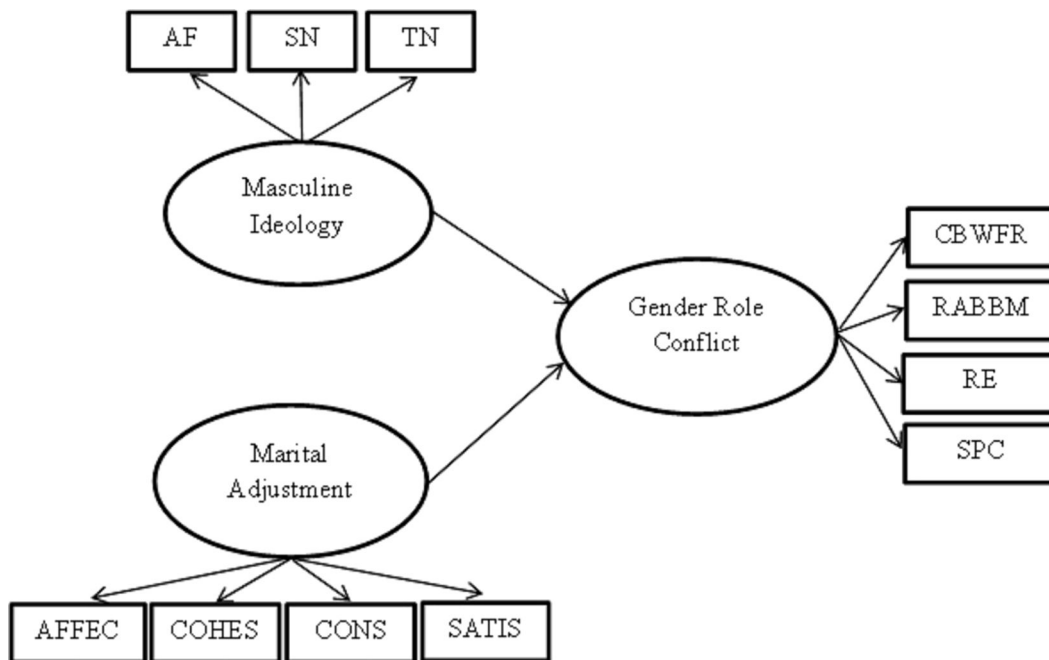 AF
SN
TN
Masculine
Ideology
CBWFR
RABBM
RE
SPC
Gender Role
Conflict
Marital
Adjustment
AFFEC
COHES
CONS
SATIS